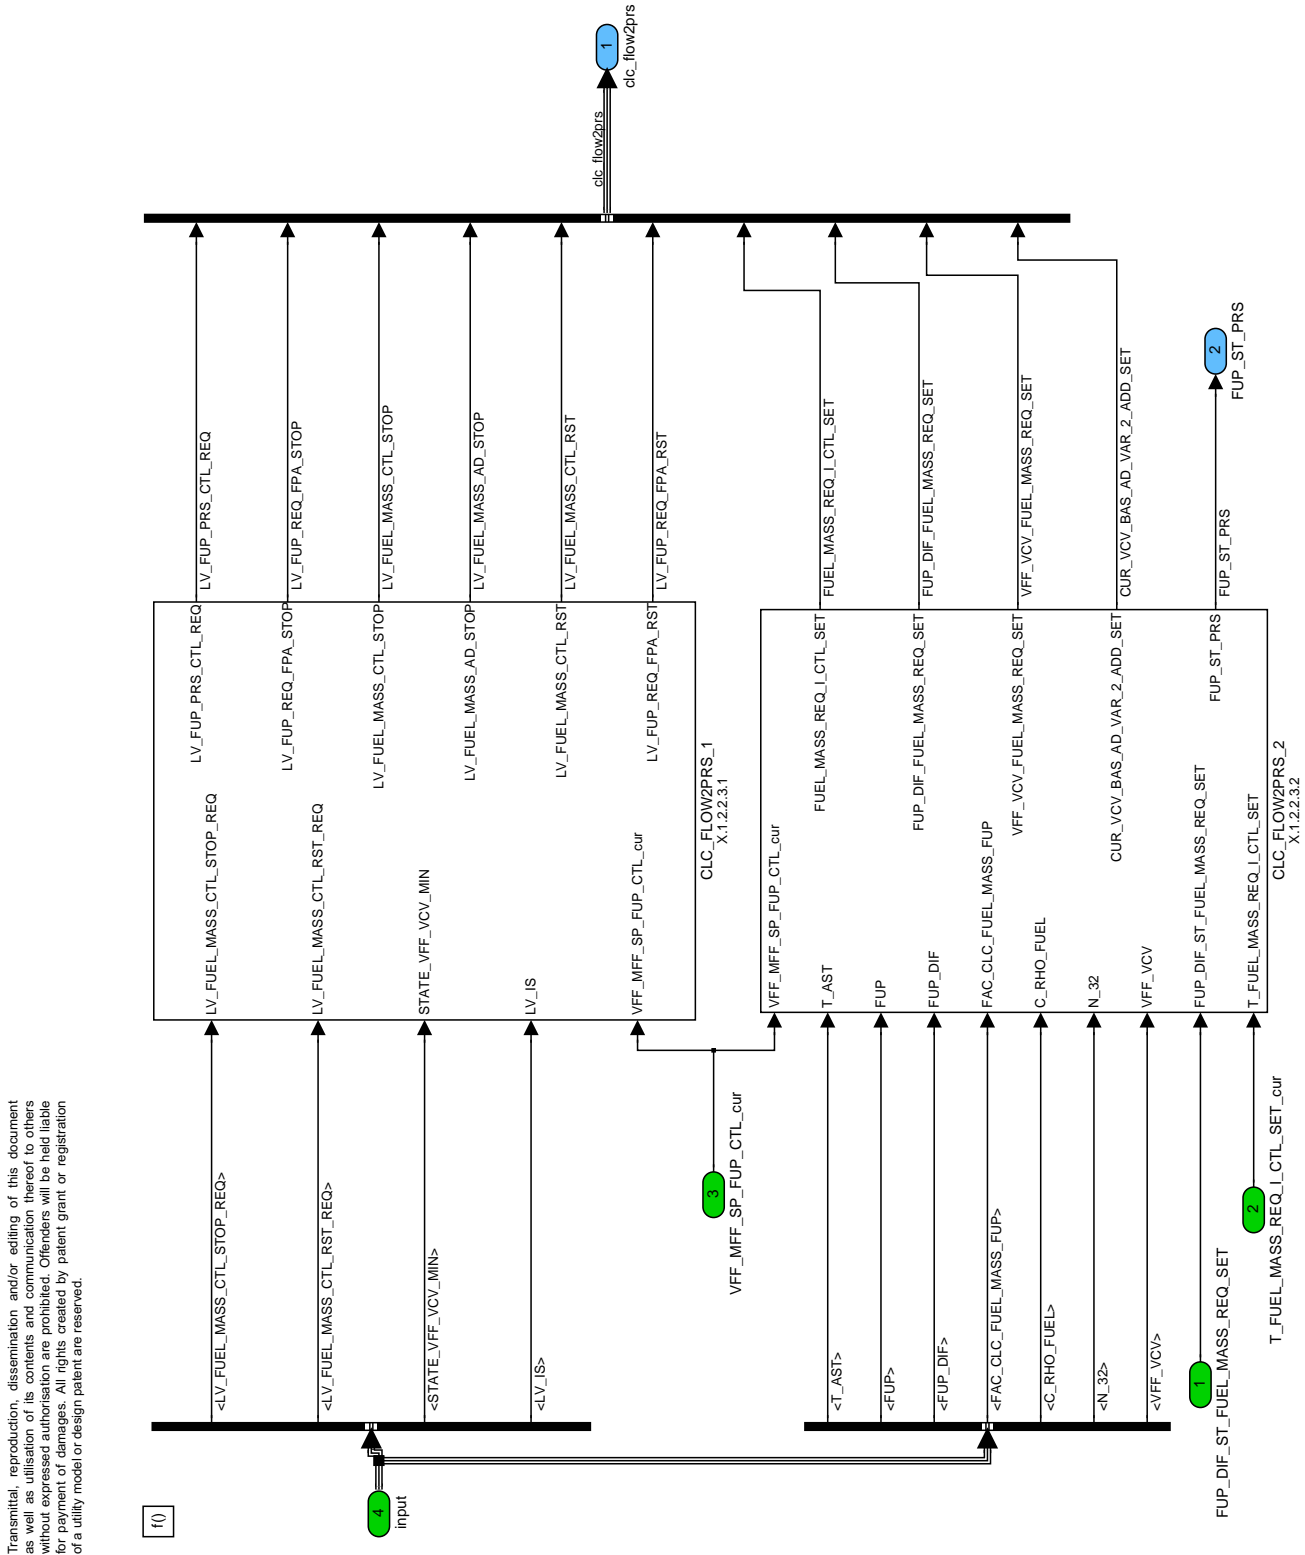 Transmittal, reproduction, dissemination and/or editing of this document
as well as utilisation of its contents and communication thereof to others
without expressed authorisation are prohibited. Offenders will be held liable
for payment of damages. All rights created by patent grant or registration
of a utility model or design patent are reserved.
f()
4
input
<LV_FUEL_MASS_CTL_STOP_REQ>
<LV_FUEL_MASS_CTL_RST_REQ>
<STATE_VFF_VCV_MIN>
<LV_IS>
3
VFF_MFF_SP_FUP_CTL_cur
<T_AST>
<FUP>
<FUP_DIF>
<FAC_CLC_FUEL_MASS_FUP>
<C_RHO_FUEL>
<N_32>
<VFF_VCV>
1
FUP_DIF_ST_FUEL_MASS_REQ_SET
2
T_FUEL_MASS_REQ_I_CTL_SET_cur
LV_FUEL_MASS_CTL_STOP_REQ
LV_FUEL_MASS_CTL_RST_REQ
STATE_VFF_VCV_MIN
LV_IS
VFF_MFF_SP_FUP_CTL_cur
LV_FUP_PRS_CTL_REQ
LV_FUP_REQ_FPA_STOP
LV_FUEL_MASS_CTL_STOP
LV_FUEL_MASS_AD_STOP
LV_FUEL_MASS_CTL_RST
LV_FUP_REQ_FPA_RST
CLC_FLOW2PRS_1
X.1.2.2.3.1
VFF_MFF_SP_FUP_CTL_cur
T_AST
FUP
FUP_DIF
FAC_CLC_FUEL_MASS_FUP
C_RHO_FUEL
N_32
VFF_VCV
FUP_DIF_ST_FUEL_MASS_REQ_SET
T_FUEL_MASS_REQ_I_CTL_SET
FUEL_MASS_REQ_I_CTL_SET
FUP_DIF_FUEL_MASS_REQ_SET
VFF_VCV_FUEL_MASS_REQ_SET
CUR_VCV_BAS_AD_VAR_2_ADD_SET
FUP_ST_PRS
CLC_FLOW2PRS_2
X.1.2.2.3.2
LV_FUP_PRS_CTL_REQ
LV_FUP_REQ_FPA_STOP
LV_FUEL_MASS_CTL_STOP
LV_FUEL_MASS_AD_STOP
LV_FUEL_MASS_CTL_RST
LV_FUP_REQ_FPA_RST
FUEL_MASS_REQ_I_CTL_SET
FUP_DIF_FUEL_MASS_REQ_SET
VFF_VCV_FUEL_MASS_REQ_SET
CUR_VCV_BAS_AD_VAR_2_ADD_SET
FUP_ST_PRS
2
FUP_ST_PRS
clc_flow2prs
1
clc_flow2prs